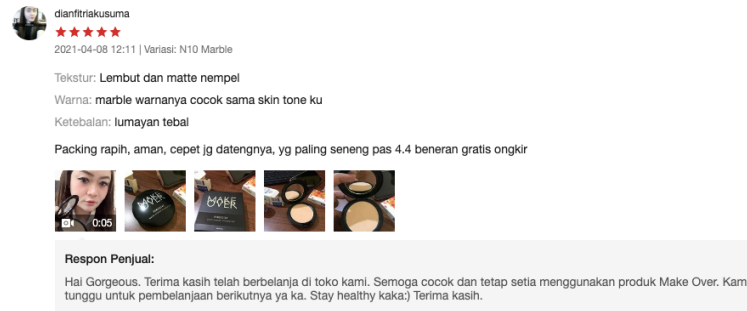 dianfitriakusuma
2021-04-08 12:11 | Variasi: N10 Marble
Tekstur: Lembut dan matte nempel
Warna: marble warnanya cocok sama skin tone ku
Ketebalan: lumayan tebal
Packing rapih, aman, cepet jg datengnya, yg paling seneng pas 4.4 beneran gratis ongkir
0:05
MAKE
OVER
MAKE
OVER
Respon Penjual:
Hai Gorgeous. Terima kasih telah berbelanja di toko kami. Semoga cocok dan tetap setia menggunakan produk Make Over. Kam
tunggu untuk pembelanjaan berikutnya ya ka. Stay healthy kaka:) Terima kasih.